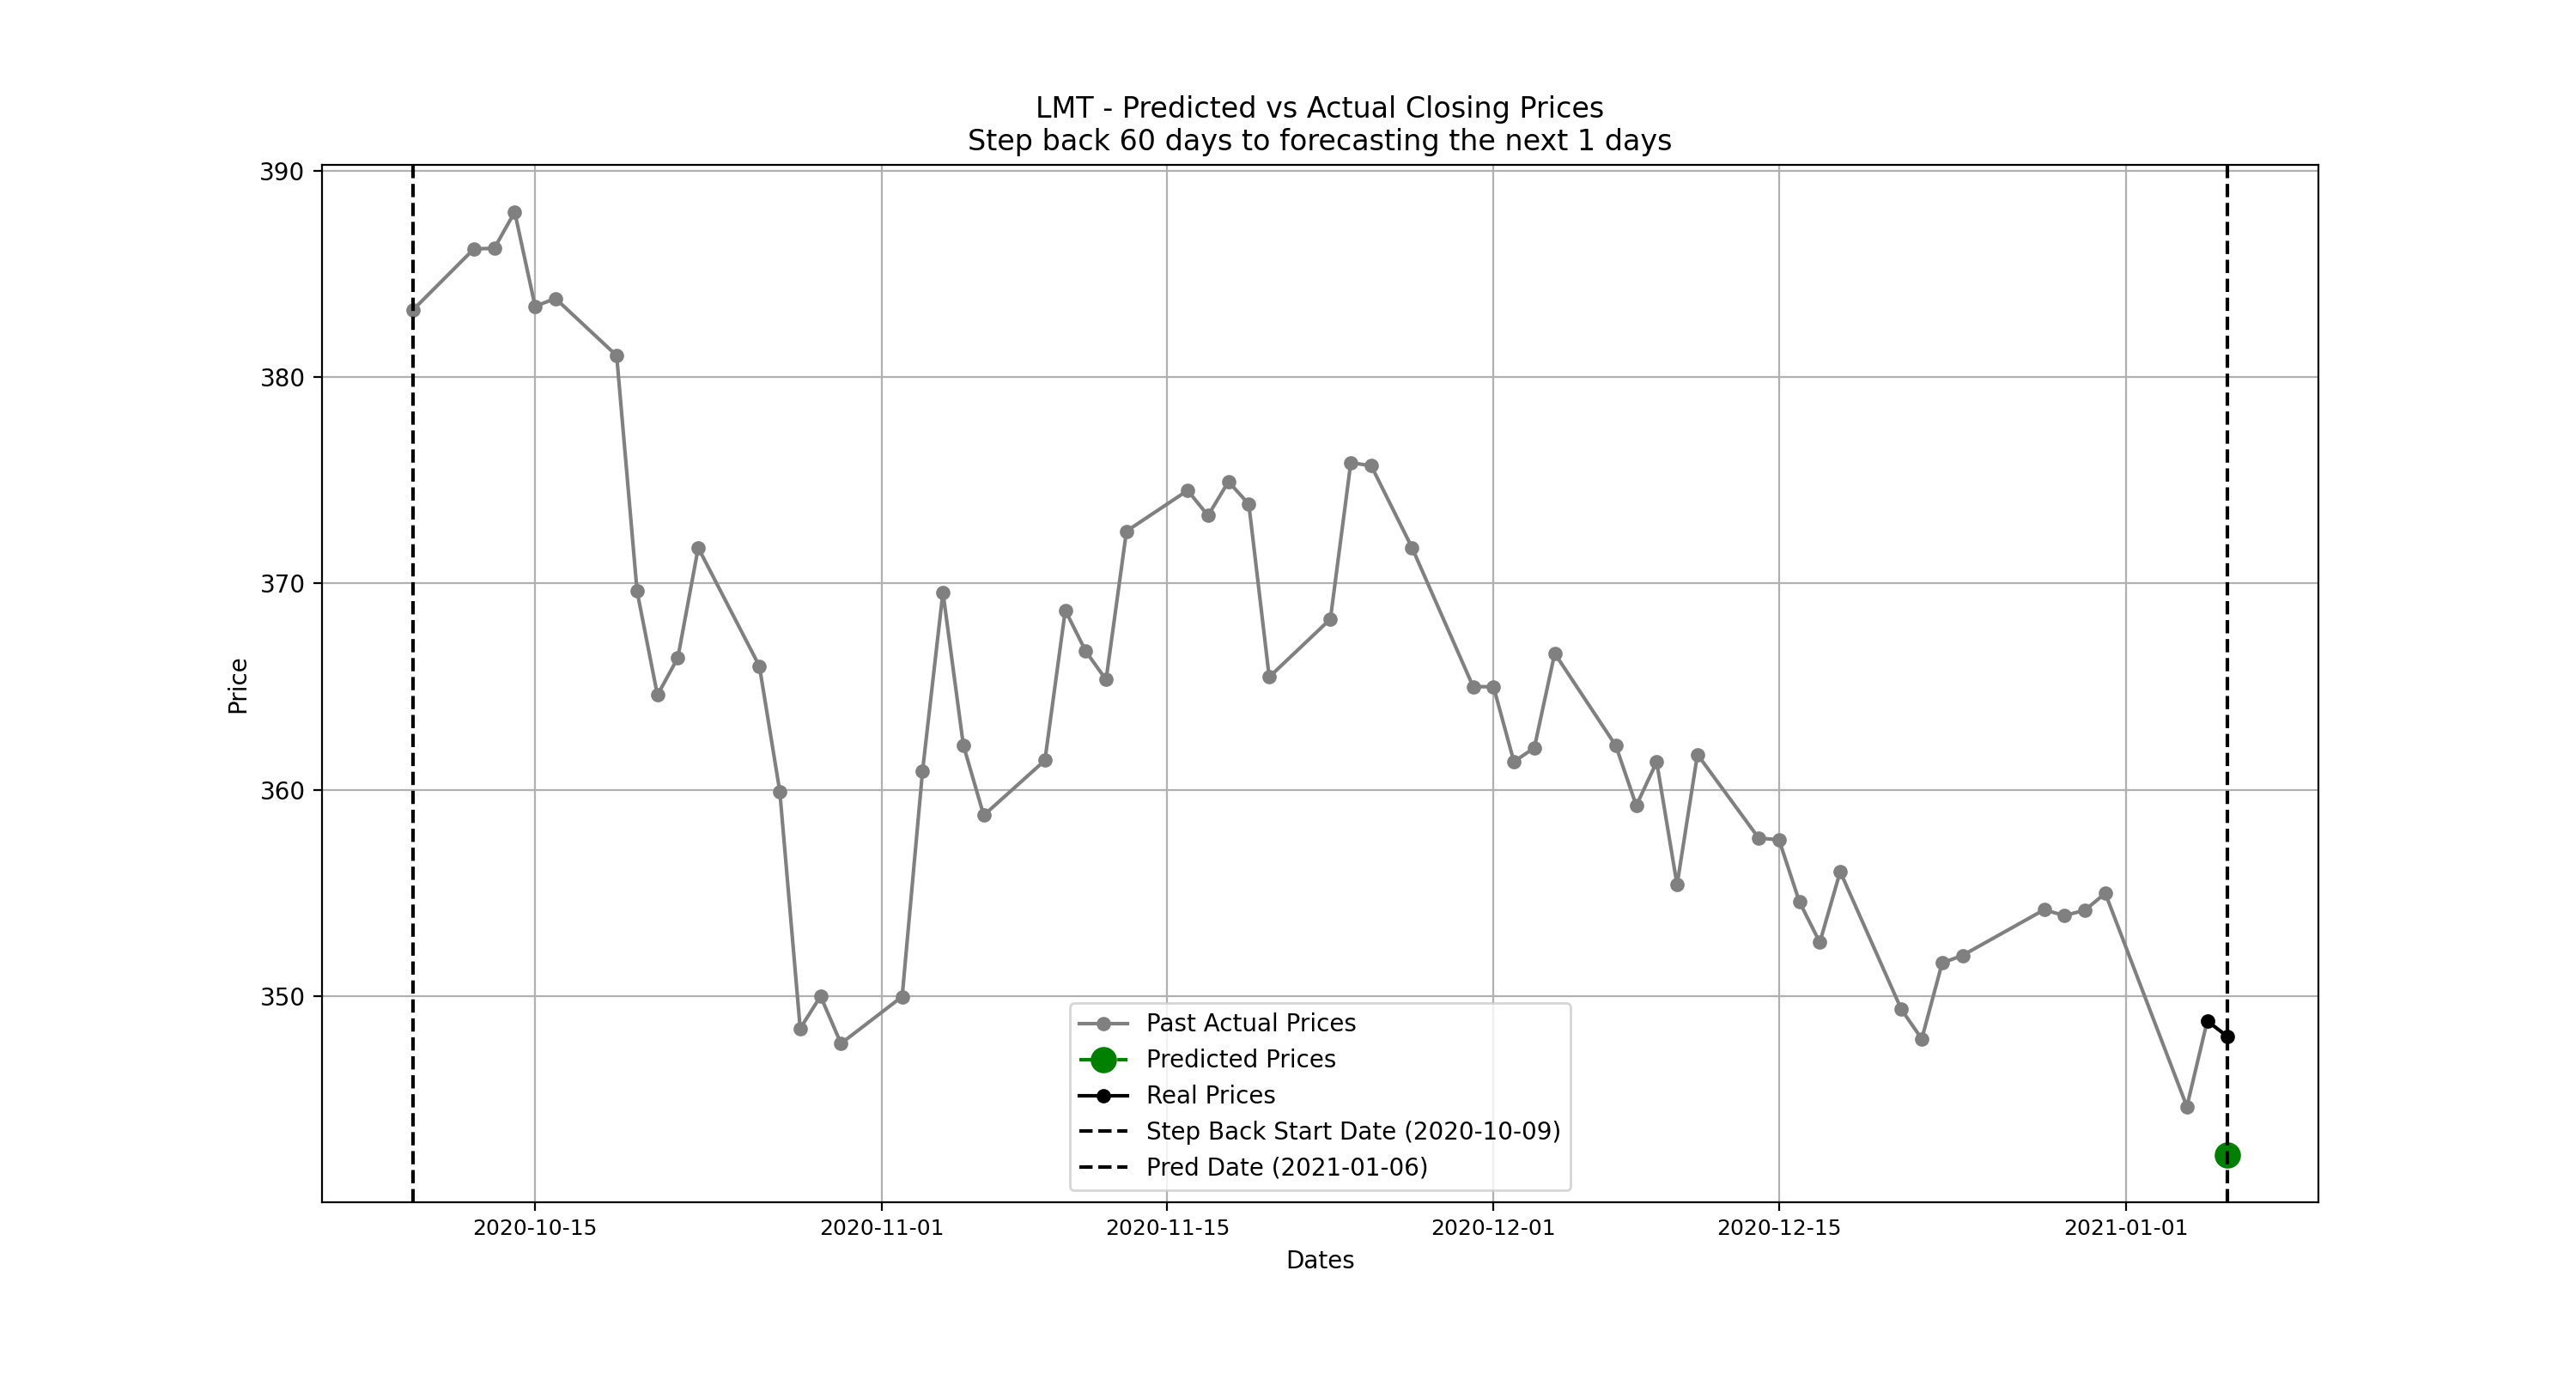 LMT - Predicted vs Actual Closing Prices
Step back 60 days to forecasting the next 1 days
390
380
370
360
350
Price
Past Actual Prices
Predicted Prices
Real Prices
Step Back Start Date (2020-10-09)
Pred Date (2021-01-06)
2020-10-15
2020-11-01
2020-11-15
2020-12-01
2020-12-15
2021-01-01
Dates